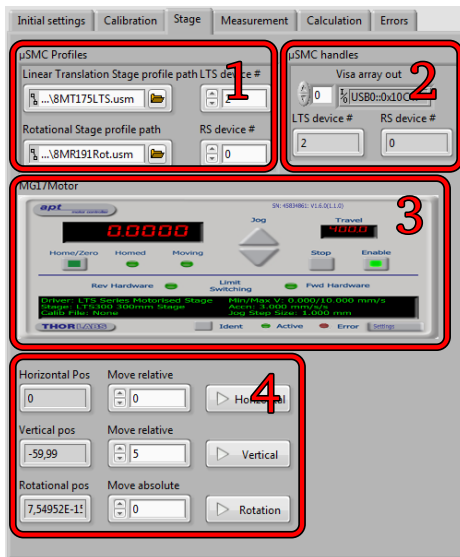 Initial settings Calibration Stage Measurement Calculation Errors
µSMC Profiles
Linear Translation Stage profile path LTS device #
...\8MT175LTS.usm 2
Rotational Stage profile path RS device #
...\8MR191Rot.usm 0
1
µSMC handles
Visa array out
0 USB0::0x10C
LTS device # RS device #
2 0
2
MG17Motor
apt motor controller
SN: 45834861: V1.6.0(1.1.0)
0.0000
Jog
Travel
Home/Zero Homed Moving
Stop Enable
Rev Hardware Limit Switching Fwd Hardware
Driver: LTS Series Motorised Stage Min/Max V: 0.000/10.000 mm/s
Stage: LTS300 300mm Stage Accn: 3.000 mm/s/s
Calib File: None Jog Step Size: 1.000 mm
THORLABS Ident Active Error Settings
3
Horizontal Pos Move relative
0 0 Horizontal
Vertical pos Move relative
-59,99 5 Vertical
Rotational pos Move absolute
7,54952E-15 0 Rotation
4